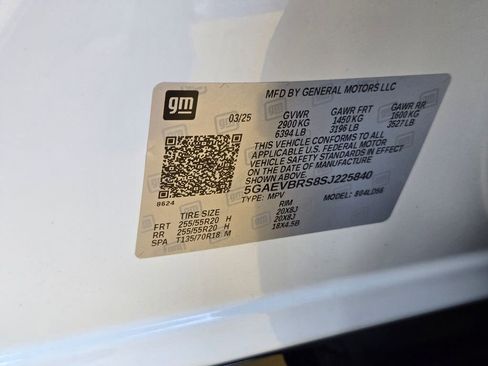 gm
MFD BY GENERAL MOTORS LLC
03/25 GVWR GAWR FRT GAWR RR
2900 KG 1450 KG 1600 KG
6394 LB 3196 LB 3527 LB
THIS VEHICLE CONFORMS TO ALL
APPLICABLE U.S. FEDERAL MOTOR
VEHICLE SAFETY STANDARDS IN EFFECT ON THE
DATE OF MANUFACTURE SHOWN ABOVE.
5GAEVBRS8SJ225840
TYPE: MPV MODEL:
8624
TIRE SIZE RIM
FRT 255/55R20 H 20X8J
RR 255/55R20 H 20X8J
SPA T135/70R18 M 18X4.5B